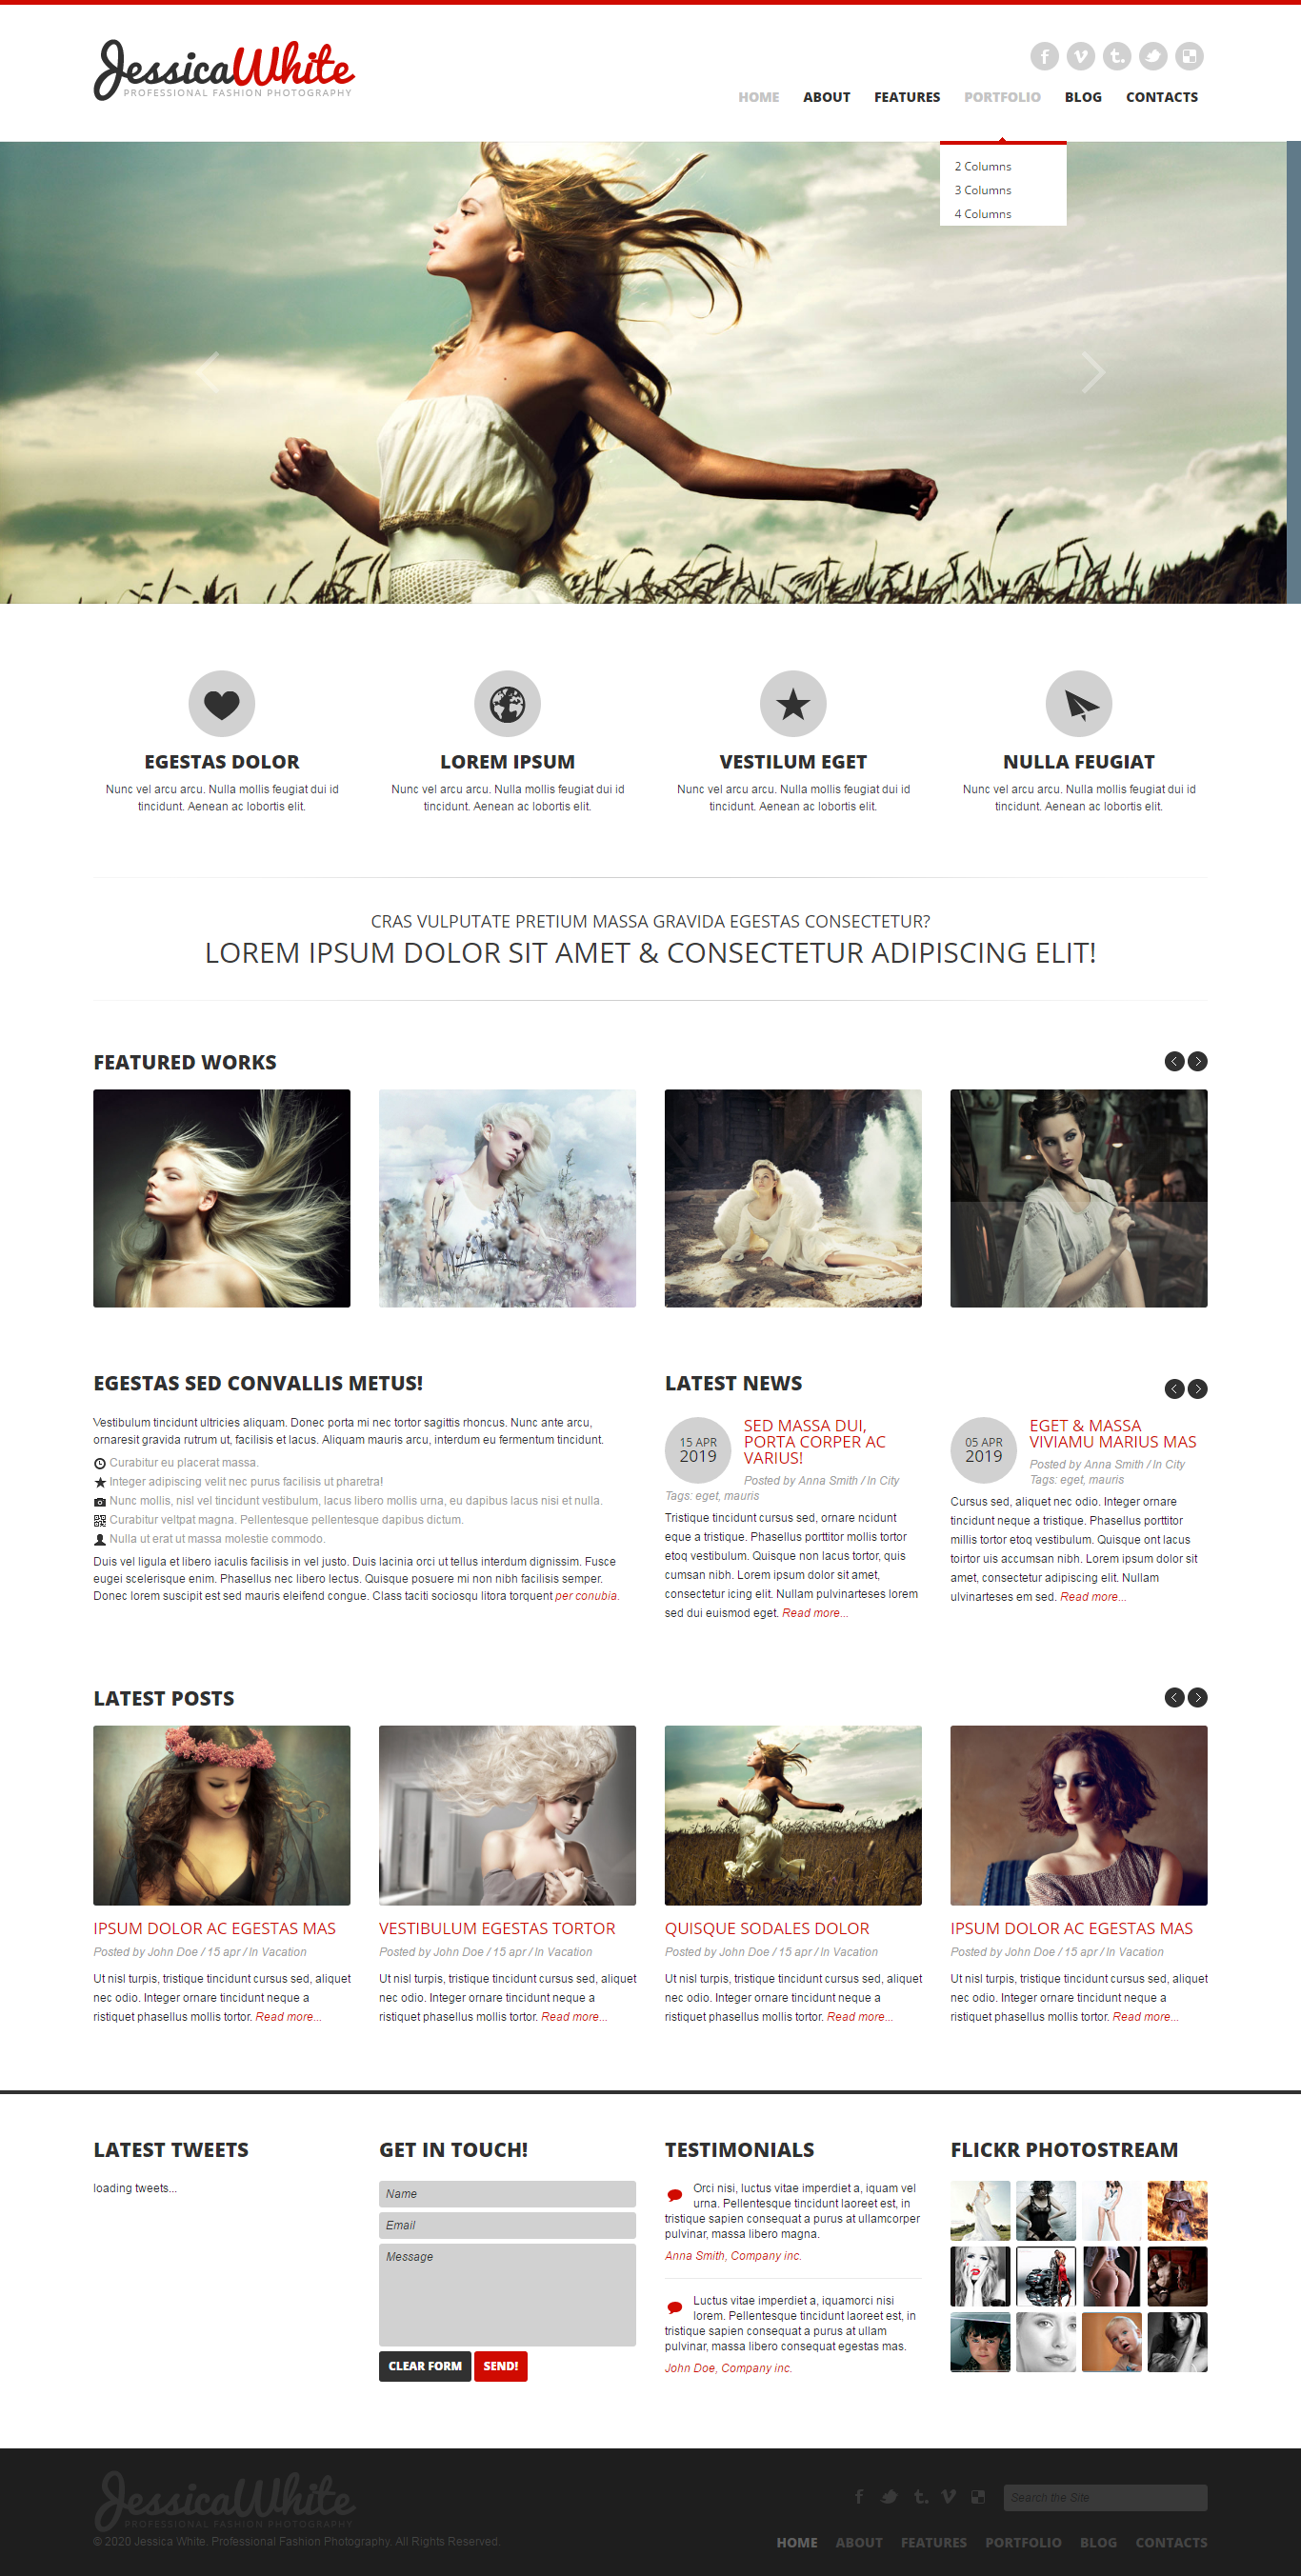 JessicaWhite
PROFESSIONAL FASHION PHOTOGRAPHY
HOME ABOUT FEATURES PORTFOLIO BLOG CONTACTS
2 Columns
3 Columns
4 Columns
EGESTAS DOLOR
Nunc vel arcu arcu. Nulla mollis feugiat dui id
tincidunt. Aenean ac lobortis elit.
LOREM IPSUM
Nunc vel arcu arcu. Nulla mollis feugiat dui id
tincidunt. Aenean ac lobortis elit.
VESTILUM EGET
Nunc vel arcu arcu. Nulla mollis feugiat dui id
tincidunt. Aenean ac lobortis elit.
NULLA FEUGIAT
Nunc vel arcu arcu. Nulla mollis feugiat dui id
tincidunt. Aenean ac lobortis elit.
CRAS VULPUTATE PRETIUM MASSA GRAVIDA EGESTAS CONSECTETUR?
LOREM IPSUM DOLOR SIT AMET & CONSECTETUR ADIPISCING ELIT!
FEATURED WORKS
EGESTAS SED CONVALLIS METUS!
Vestibulum tincidunt ultricies aliquam. Donec porta mi nec tortor sagittis rhoncus. Nunc ante arcu,
ornaresit gravida rutrum ut, facilisis et lacus. Aliquam mauris arcu, interdum eu fermentum tincidunt.
Curabitur eu placerat massa.
Integer adipiscing velit nec purus facilisis ut pharetra!
Nunc mollis, nisl vel tincidunt vestibulum, lacus libero mollis urna, eu dapibus lacus nisi et nulla.
Curabitur veltpat magna. Pellentesque pellentesque dapibus dictum.
Nulla ut erat ut massa molestie commodo.
Duis vel ligula et libero iaculis facilisis in vel justo. Duis lacinia orci ut tellus interdum dignissim. Fusce
eugei scelerisque enim. Phasellus nec libero lectus. Quisque posuere mi non nibh facilisis semper.
Donec lorem suscipit est sed mauris eleifend congue. Class taciti sociosqu litora torquent per conubia.
LATEST NEWS
15 APR
2019
SED MASSA DUI,
PORTA CORPER AC
VARIUS!
Posted by Anna Smith / In City
Tags: eget, mauris
Tristique tincidunt cursus sed, ornare ncidunt
eque a tristique. Phasellus porttitor mollis tortor
etoq vestibulum. Quisque non lacus tortor, quis
cumsan nibh. Lorem ipsum dolor sit amet,
consectetur icing elit. Nullam pulvinarteses lorem
sed dui euismod eget. Read more...
05 APR
2019
EGET & MASSA
VIVIAMU MARIUS MAS
Posted by Anna Smith / In City
Tags: eget, mauris
Cursus sed, aliquet nec odio. Integer ornare
tincidunt neque a tristique. Phasellus porttitor
millis tortor etoq vestibulum. Quisque ont lacus
toirtor uis accumsan nibh. Lorem ipsum dolor sit
amet, consectetur adipiscing elit. Nullam
ulvinarteses em sed. Read more...
LATEST POSTS
IPSUM DOLOR AC EGESTAS MAS
Posted by John Doe / 15 apr / In Vacation
Ut nisl turpis, tristique tincidunt cursus sed, aliquet
nec odio. Integer ornare tincidunt neque a
ristiquet phasellus mollis tortor. Read more...
VESTIBULUM EGESTAS TORTOR
Posted by John Doe / 15 apr / In Vacation
Ut nisl turpis, tristique tincidunt cursus sed, aliquet
nec odio. Integer ornare tincidunt neque a
ristiquet phasellus mollis tortor. Read more...
QUISQUE SODALES DOLOR
Posted by John Doe / 15 apr / In Vacation
Ut nisl turpis, tristique tincidunt cursus sed, aliquet
nec odio. Integer ornare tincidunt neque a
ristiquet phasellus mollis tortor. Read more...
IPSUM DOLOR AC EGESTAS MAS
Posted by John Doe / 15 apr / In Vacation
Ut nisl turpis, tristique tincidunt cursus sed, aliquet
nec odio. Integer ornare tincidunt neque a
ristiquet phasellus mollis tortor. Read more...
LATEST TWEETS
loading tweets...
GET IN TOUCH!
Name
Email
Message
CLEAR FORM SEND!
TESTIMONIALS
Orci nisi, luctus vitae imperdiet a, iquam vel
urna. Pellentesque tincidunt laoreet est, in
tristique sapien consequat a purus at ullamcorper
pulvinar, massa libero magna.
Anna Smith, Company inc.
Luctus vitae imperdiet a, iquamorci nisi
lorem. Pellentesque tincidunt laoreet est, in
tristique sapien consequat a purus at ullam
pulvinar, massa libero consequat egestas mas.
John Doe, Company inc.
FLICKR PHOTOSTREAM
JessicaWhite
PROFESSIONAL FASHION PHOTOGRAPHY
© 2020 Jessica White. Professional Fashion Photography. All Rights Reserved.
Search the Site
HOME ABOUT FEATURES PORTFOLIO BLOG CONTACTS